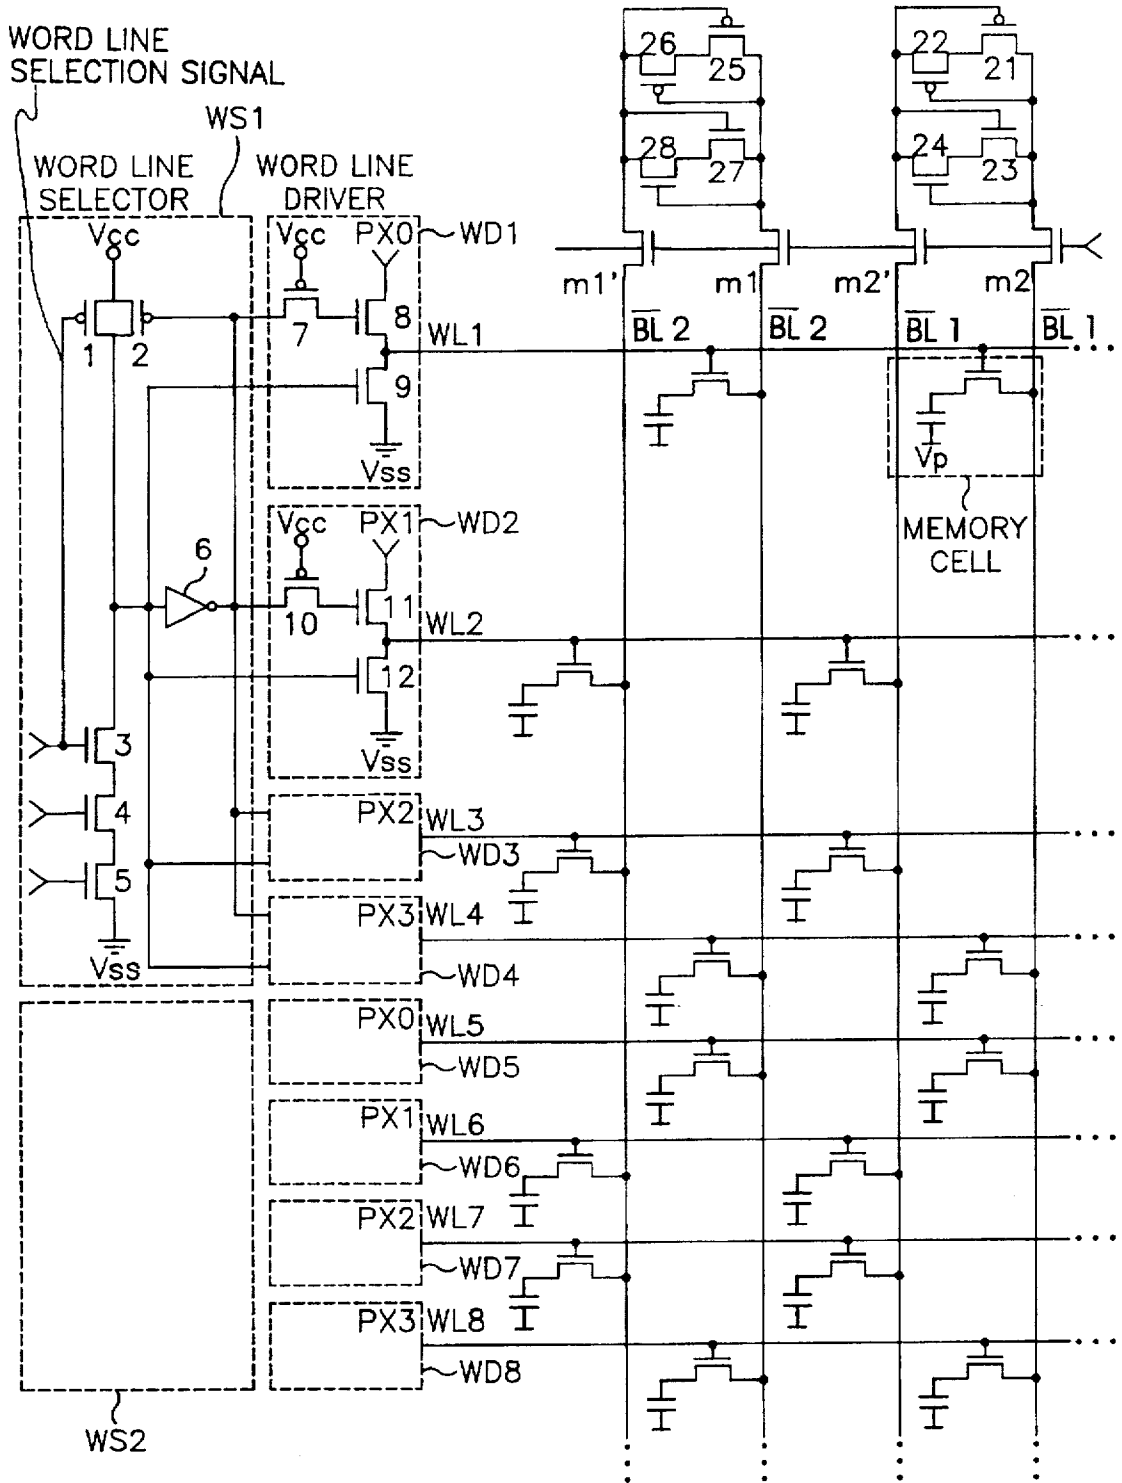 WORD LINE
SELECTION SIGNAL
WS1
WORD LINE
SELECTOR
WORD LINE
DRIVER
26
25
22
21
28
27
24
23
Vcc
Vcc
PX0
WD1
m1'
m1
m2'
m2
1
2
7
8
WL1
BL 2
BL 2
BL 1
BL 1
9
Vss
Vp
MEMORY
CELL
Vcc
PX1
WD2
6
10
11
WL2
12
Vss
3
4
5
Vss
PX2
WL3
WD3
PX3
WL4
WD4
PX0
WL5
WD5
PX1
WL6
WD6
PX2
WL7
WD7
PX3
WL8
WD8
WS2